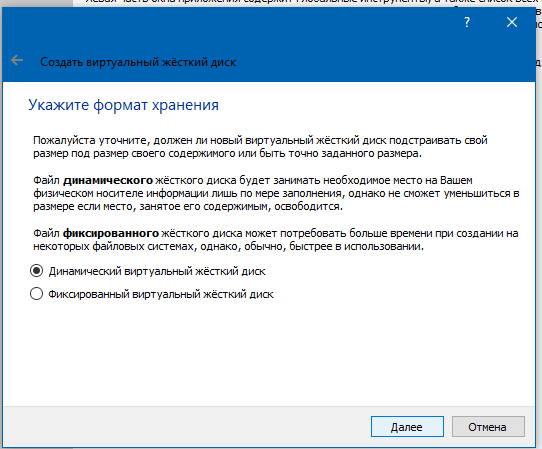 ?
Создать виртуальный жёсткий диск
Укажите формат хранения
Пожалуйста уточните, должен ли новый виртуальный жёсткий диск подстраивать свой
размер под размер своего содержимого или быть точно заданного размера.
Файл динамического жёсткого диска будет занимать необходимое место на Вашем
физическом носителе информации лишь по мере заполнения, однако не сможет уменьшиться в
размере если место, занятое его содержимым, освободится.
Файл фиксированного жёсткого диска может потребовать больше времени при создании на
некоторых файловых системах, однако, обычно, быстрее в использовании.
Динамический виртуальный жёсткий диск
Фиксированный виртуальный жёсткий диск
Далее
Отмена